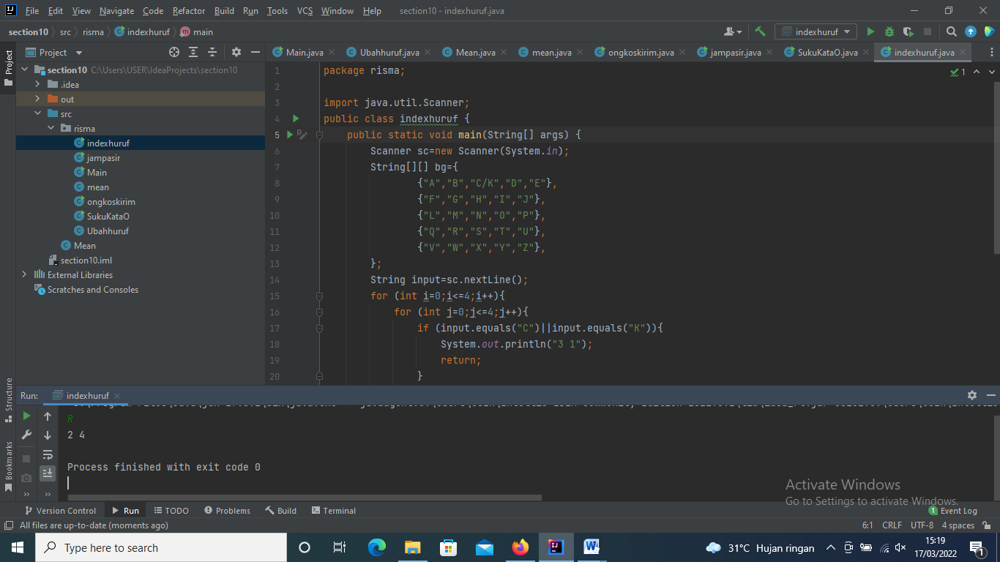 File Edit View Navigate Code Refactor Build Run Tools VCS Window Help section10 - indexhuruf.java
section10 src risma indexhuruf main indexhuruf
Project
Project
Main.java Ubahhuruf.java Mean.java mean.java ongkoskirim.java jampasir.java SukuKataO.java indexhuruf.java
section10 C:\Users\USER\IdeaProjects\section10
.idea
out
src
risma
indexhuruf
jampasir
Main
mean
ongkoskirim
SukuKataO
Ubahhuruf
Mean
section10.iml
External Libraries
Scratches and Consoles
1 package risma;
2
3 import java.util.Scanner;
4 public class indexhuruf {
5 public static void main(String[] args) {
6 Scanner sc=new Scanner(System.in);
7 String[][] bg={
8 {"A","B","C/K","D","E"},
9 {"F","G","H","I","J"},
10 {"L","M","N","O","P"},
11 {"Q","R","S","T","U"},
12 {"V","W","X","Y","Z"},
13 };
14 String input=sc.nextLine();
15 for (int i=0;i<=4;i++){
16 for (int j=0;j<=4;j++){
17 if (input.equals("C")||input.equals("K")){
18 System.out.println("3 1");
19 return;
20 }
1
Structure
Bookmarks
Run: indexhuruf
R
2 4
Process finished with exit code 0
Activate Windows
Go to Settings to activate Windows.
Version Control Run TODO Problems Build Terminal 1 Event Log
All files are up-to-date (moments ago) 6:1 CRLF UTF-8 4 spaces
Type here to search 31°C Hujan ringan 15:19
17/03/2022 1